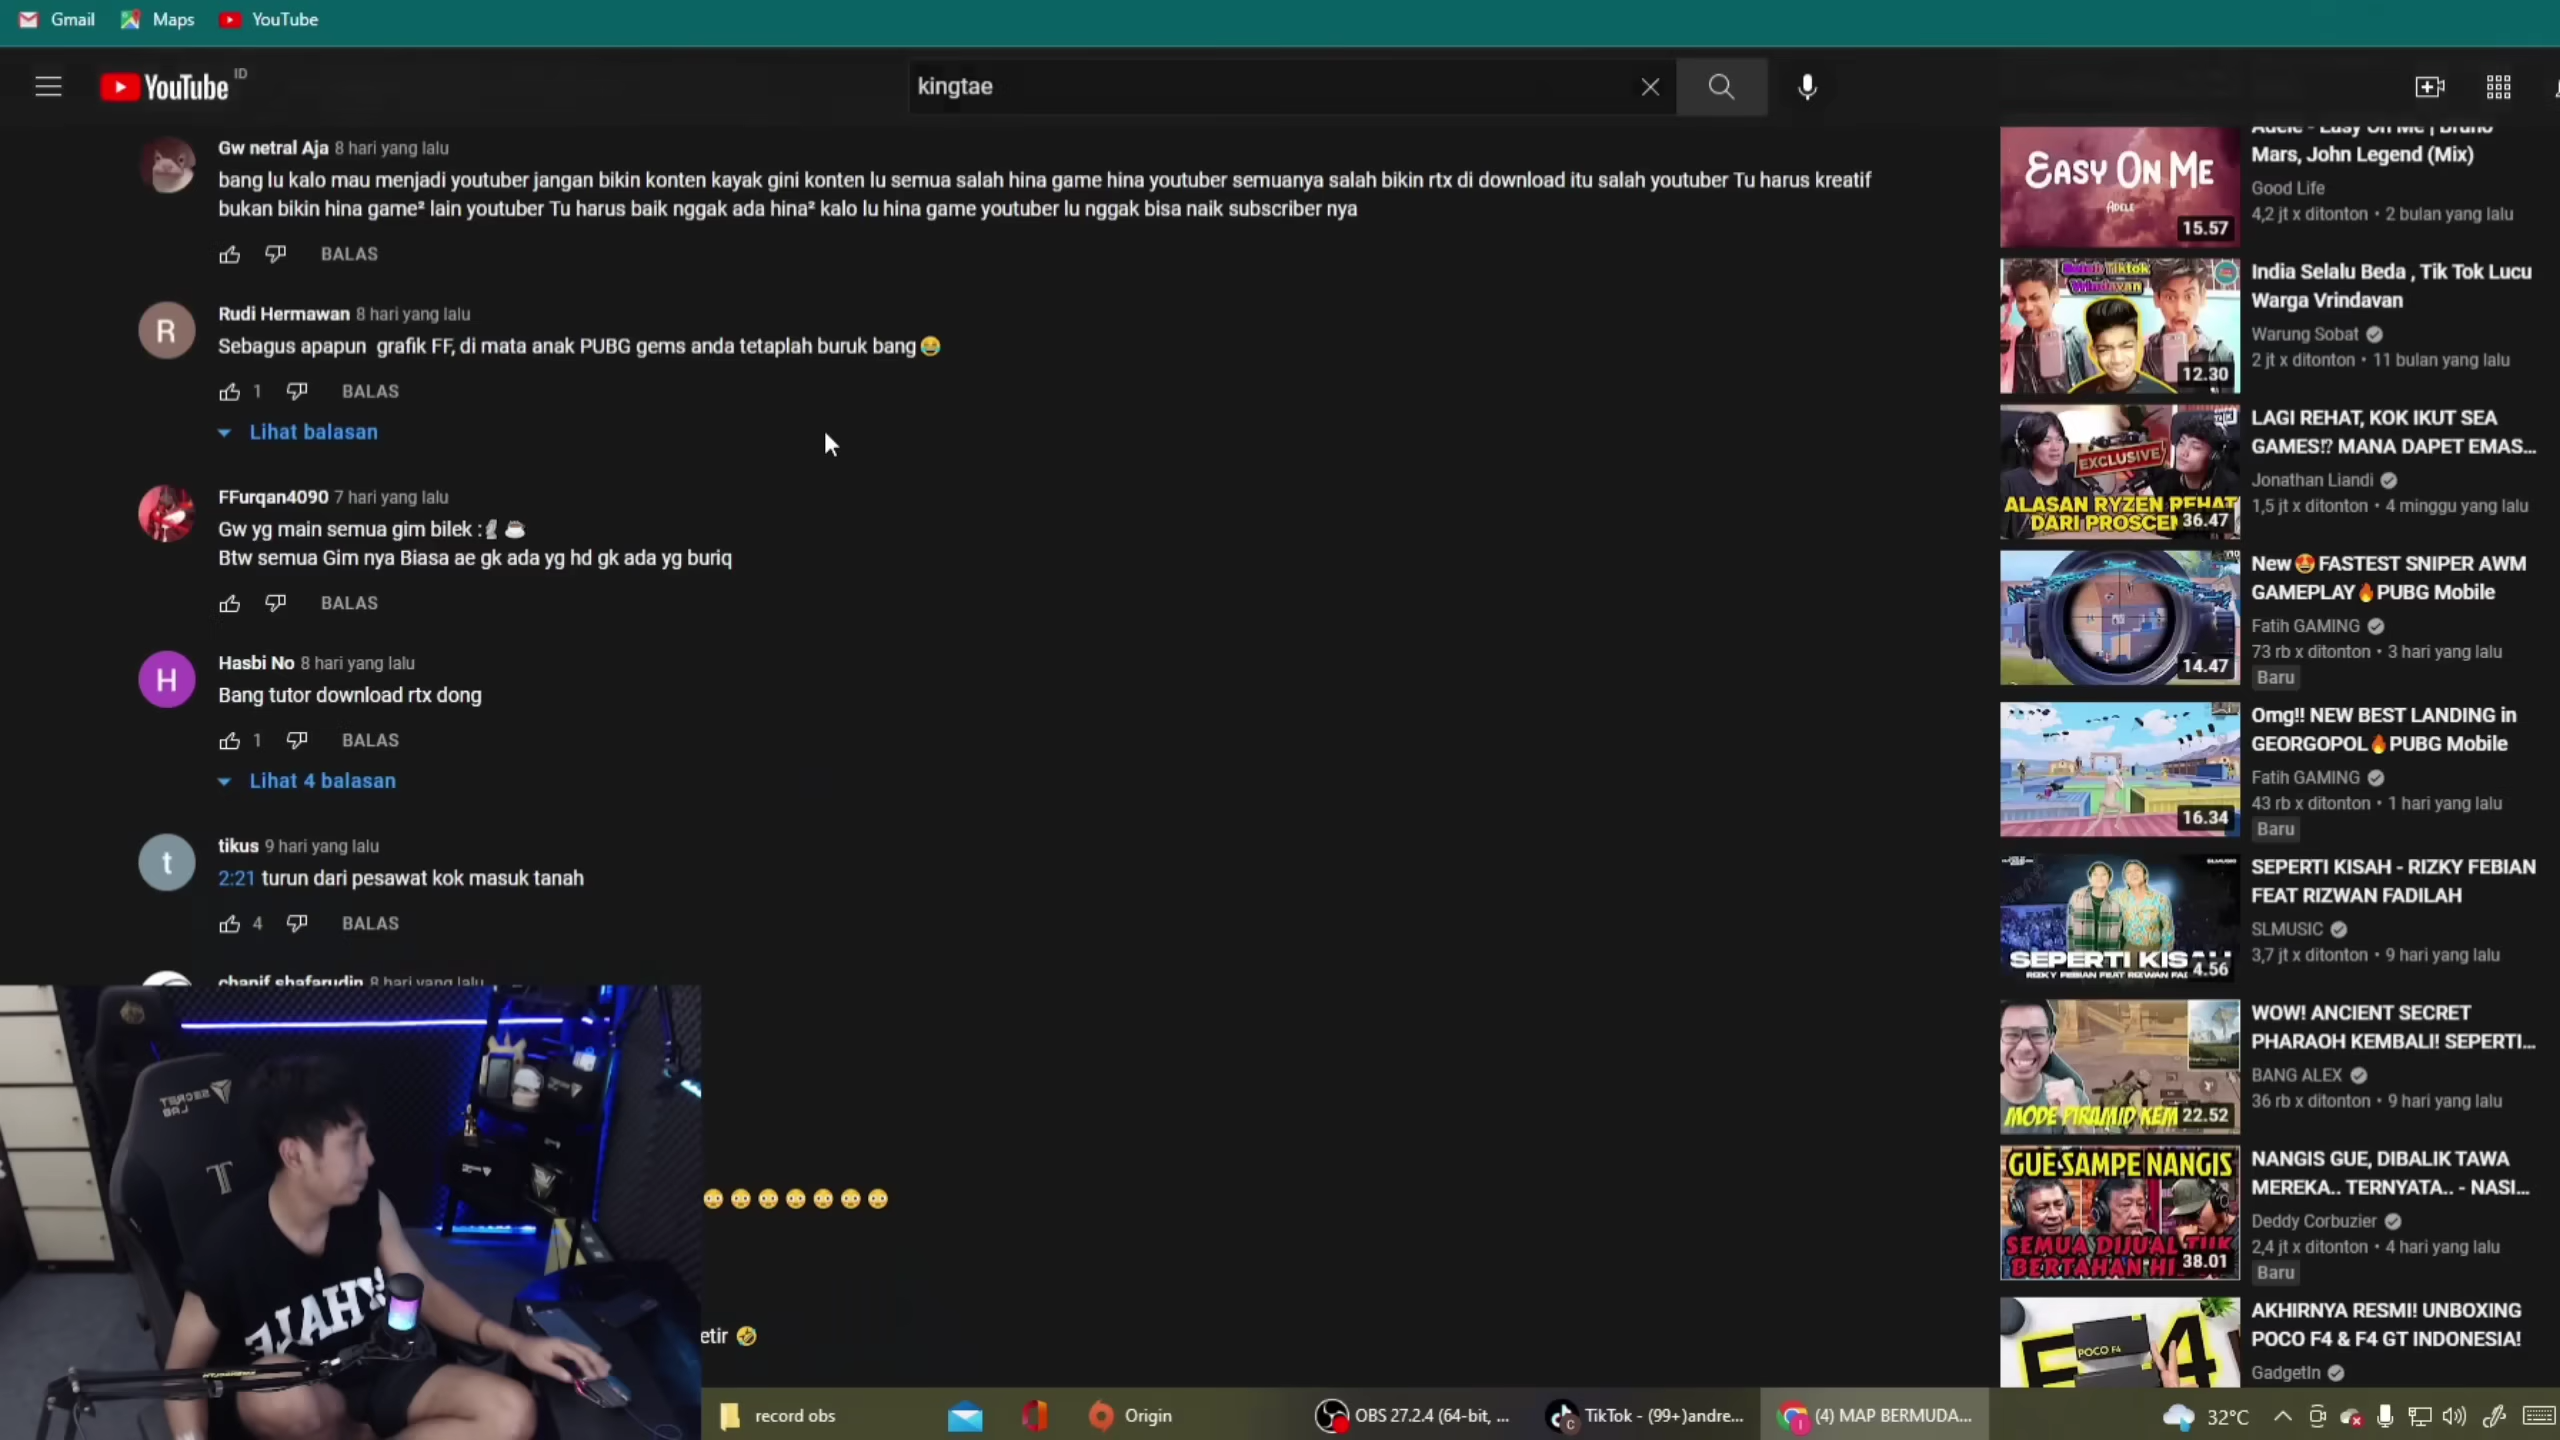 Gmail
Maps
YouTube
YouTube ID
kingtae
Gw netral Aja 8 hari yang lalu
bang lu kalo mau menjadi youtuber jangan bikin konten kayak gini konten lu semua salah hina game hina youtuber semuanya salah bikin rtx di download itu salah youtuber Tu harus kreatif
bukan bikin hina game² lain youtuber Tu harus baik nggak ada hina² kalo lu hina game youtuber lu nggak bisa naik subscriber nya
BALAS
Rudi Hermawan 8 hari yang lalu
Sebagus apapun grafik FF, di mata anak PUBG gems anda tetaplah buruk bang😂
1 BALAS
Lihat balasan
FFurqan4090 7 hari yang lalu
Gw yg main semua gim bilek :🗿☕
Btw semua Gim nya Biasa ae gk ada yg hd gk ada yg buriq
BALAS
Hasbi No 8 hari yang lalu
Bang tutor download rtx dong
1 BALAS
Lihat 4 balasan
tikus 9 hari yang lalu
2:21 turun dari pesawat kok masuk tanah
4 BALAS
chanif shafarudin 8 hari yang lalu
😳😳😳😳😳😳😳
etir 🤣
EASY ON ME
ADELE
15.57
Adele - Easy On Me | Bruno
Mars, John Legend (Mix)
Good Life
4,2 jt x ditonton • 2 bulan yang lalu
Vrindavan
12.30
India Selalu Beda , Tik Tok Lucu
Warga Vrindavan
Warung Sobat
2 jt x ditonton • 11 bulan yang lalu
EXCLUSIVE
ALASAN RYZEN REHAT
DARI PROSCEN
36.47
LAGI REHAT, KOK IKUT SEA
GAMES!? MANA DAPET EMAS...
Jonathan Liandi
1,5 jt x ditonton • 4 minggu yang lalu
14.47
New🤩FASTEST SNIPER AWM
GAMEPLAY🔥PUBG Mobile
Fatih GAMING
73 rb x ditonton • 3 hari yang lalu
Baru
16.34
Omg!! NEW BEST LANDING in
GEORGOPOL🔥PUBG Mobile
Fatih GAMING
43 rb x ditonton • 1 hari yang lalu
Baru
SLMUSIC
SEPERTI KISAH
RIZKY FEBIAN FEAT RIZWAN FAD
4.56
SEPERTI KISAH - RIZKY FEBIAN
FEAT RIZWAN FADILAH
SLMUSIC
3,7 jt x ditonton • 9 hari yang lalu
MODE PIRAMID KEM
22.52
WOW! ANCIENT SECRET
PHARAOH KEMBALI! SEPERTI...
BANG ALEX
36 rb x ditonton • 9 hari yang lalu
GUE SAMPE NANGIS
SEMUA DIJUAL TUK
BERTAHAN HI
38.01
NANGIS GUE, DIBALIK TAWA
MEREKA.. TERNYATA.. - NASI...
Deddy Corbuzier
2,4 jt x ditonton • 4 hari yang lalu
Baru
POCO F4
AKHIRNYA RESMI! UNBOXING
POCO F4 & F4 GT INDONESIA!
GadgetIn
SECRET
LAB
record obs
Origin
OBS 27.2.4 (64-bit, ...
TikTok - (99+)andre...
(4) MAP BERMUDA...
32°C